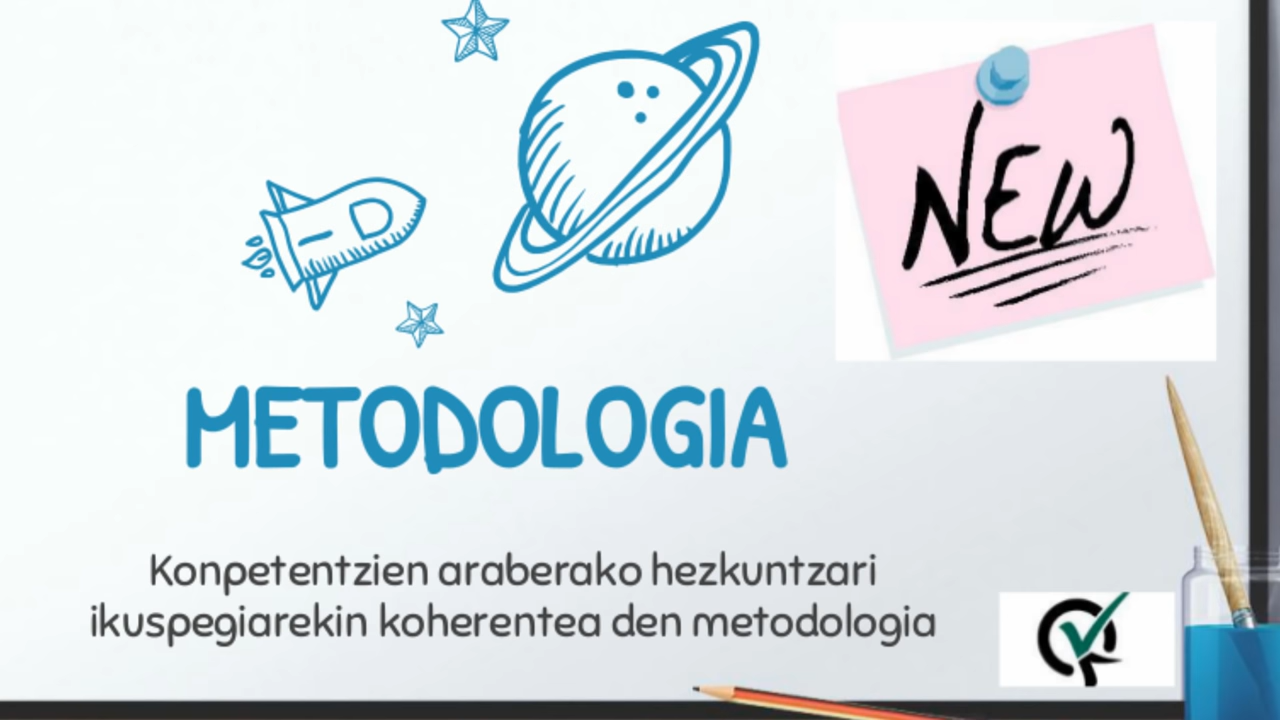 NEW
METODOLOGIA
Konpetentzien araberako hezkuntzari
ikuspegiarekin koherentea den metodologia